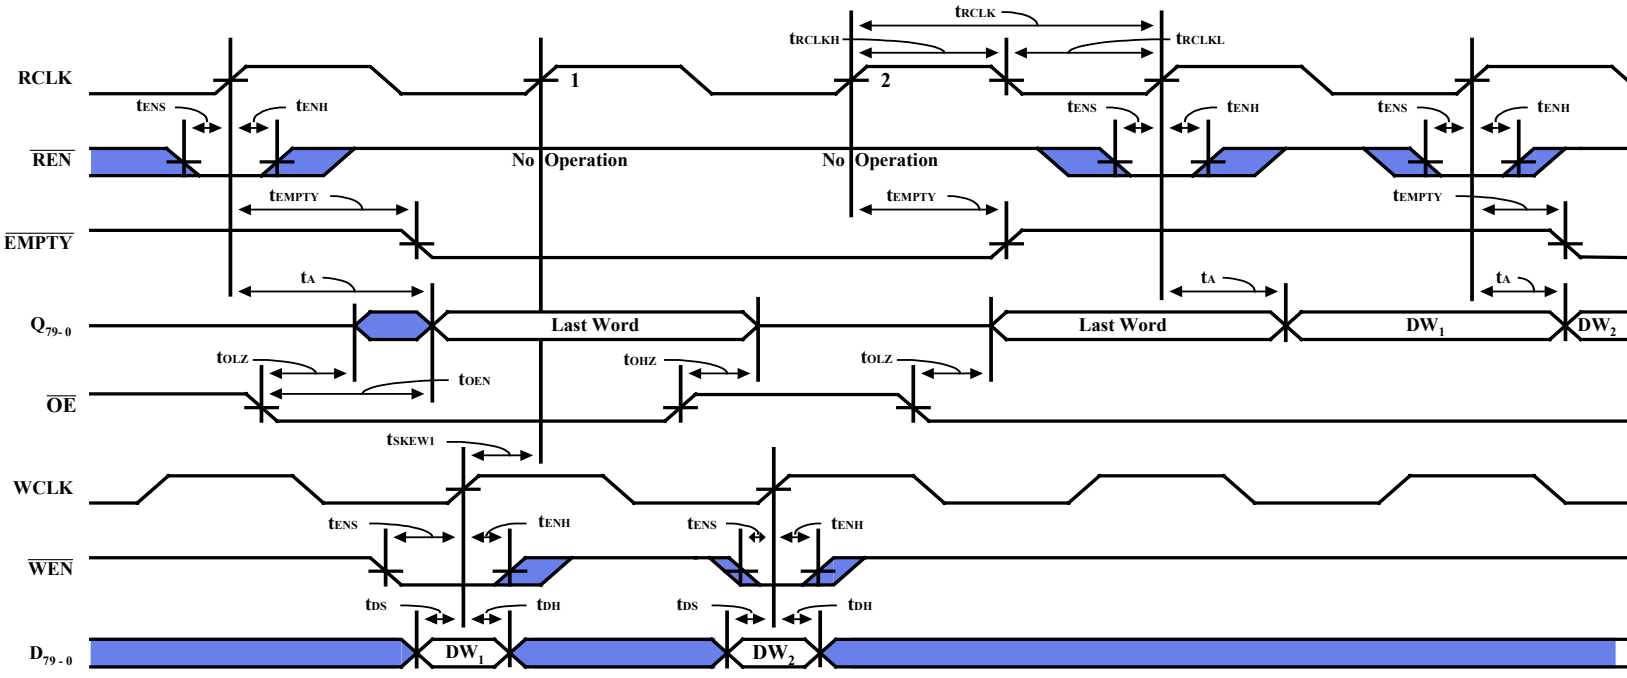 tRCLK
tRCLKH tRCLKL
RCLK 1 2
tENS tENH tENS tENH tENS tENH
REN No Operation No Operation
tEMPTY tEMPTY tEMPTY
EMPTY
tA tA tA
Q79-0 Last Word Last Word DW1 DW2
tOLZ tOHZ tOLZ
tOEN
OE
tSKEW1
WCLK
tENS tENH tENS tENH
WEN
tDS tDH tDS tDH
D79-0 DW1 DW2